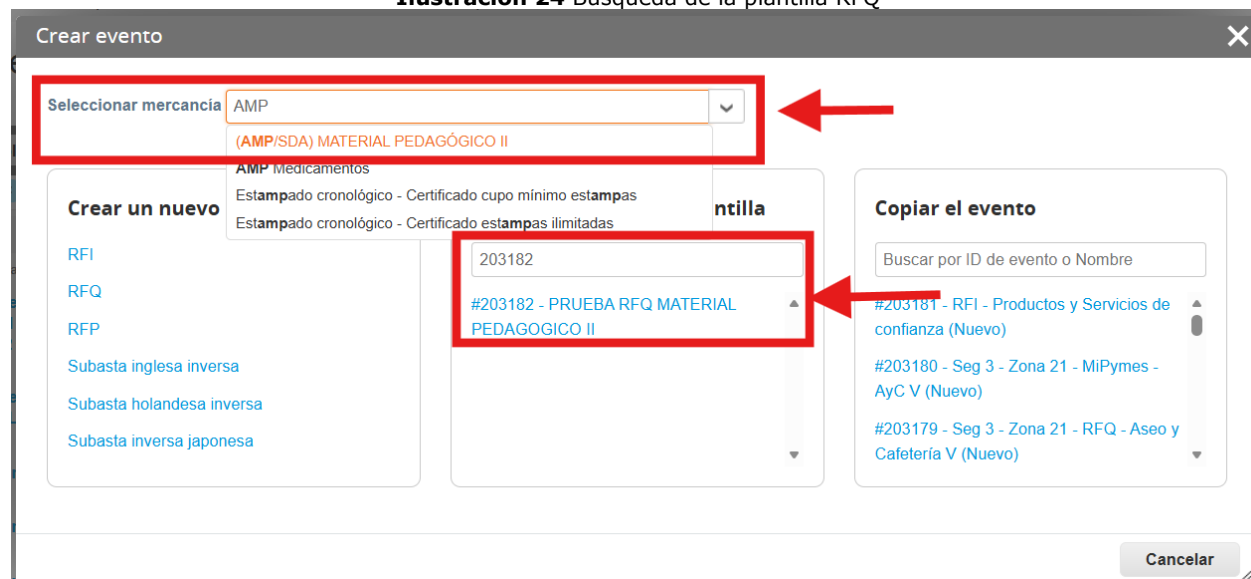 Ilustración 24 Búsqueda de la plantilla RFQ
Crear evento
Seleccionar mercancía AMP
(AMP/SDA) MATERIAL PEDAGÓGICO II
AMP Medicamentos
Estampado cronológico - Certificado cupo mínimo estampas
Estampado cronológico - Certificado estampas ilimitadas
Crear un nuevo
RFI
RFQ
RFP
Subasta inglesa inversa
Subasta holandesa inversa
Subasta inversa japonesa
ntilla
203182
#203182 - PRUEBA RFQ MATERIAL
PEDAGOGICO II
Copiar el evento
Buscar por ID de evento o Nombre
#203181 - RFI - Productos y Servicios de
confianza (Nuevo)
#203180 - Seg 3 - Zona 21 - MiPymes -
AyC V (Nuevo)
#203179 - Seg 3 - Zona 21 - RFQ - Aseo y
Cafetería V (Nuevo)
Cancelar